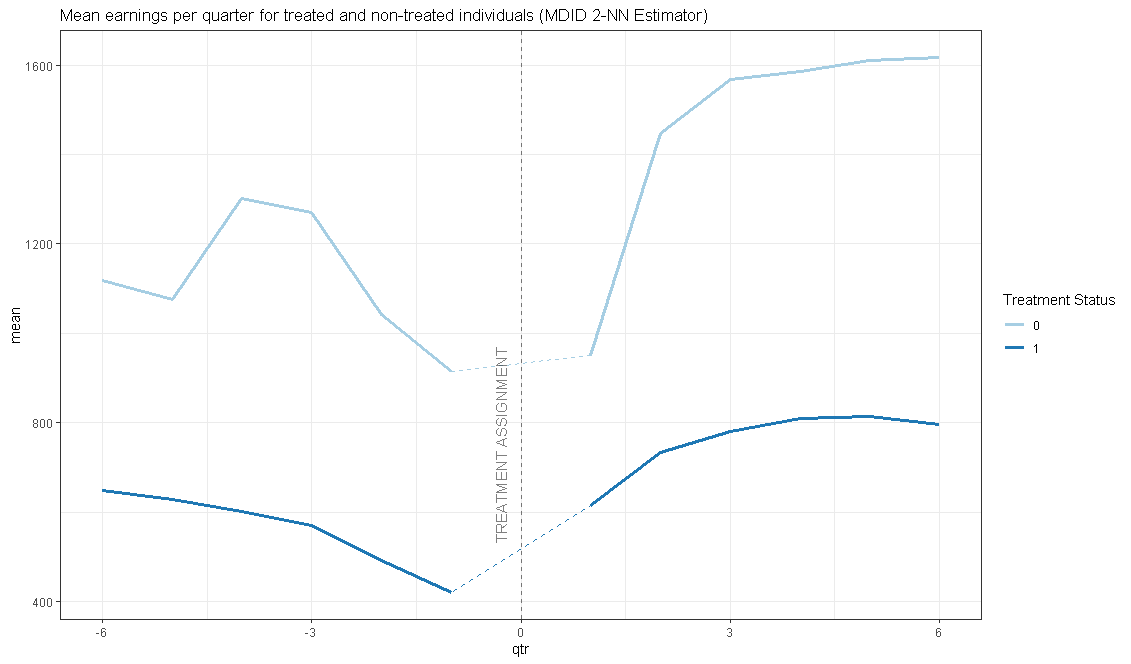 Mean earnings per quarter for treated and non-treated individuals (MDID 2-NN Estimator)
1600
1200
800
400
mean
TREATMENT ASSIGNMENT
-6
-3
0
3
6
qtr
Treatment Status
0
1